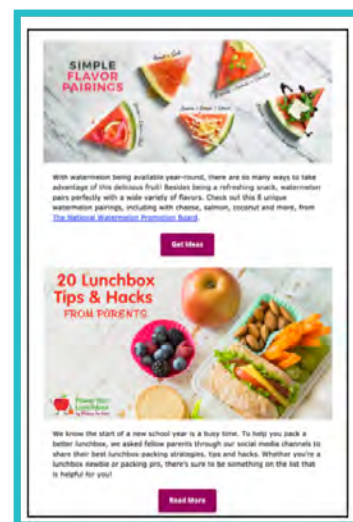 SIMPLE
FLAVOR
PAIRINGS
With watermelon being available year-round, there are so many ways to take
advantage of this delicious fruit! Besides being a refreshing snack, watermelon
pairs perfectly with a wide variety of flavors. Check out this 8 unique
watermelon pairings, including with cheese, salmon, coconut and more, from
The National Watermelon Promotion Board.
Get Ideas
20 Lunchbox
Tips & Hacks
FROM PARENTS
Power Your
Lunchbox
We know the start of a new school year is a busy time. To help you pack a
better lunchbox, we asked fellow parents through our social media channels to
share their best lunchbox packing strategies, tips and hacks. Whether you're a
lunchbox newbie or packing pro, there's sure to be something on the list that
is helpful for you!
Read More